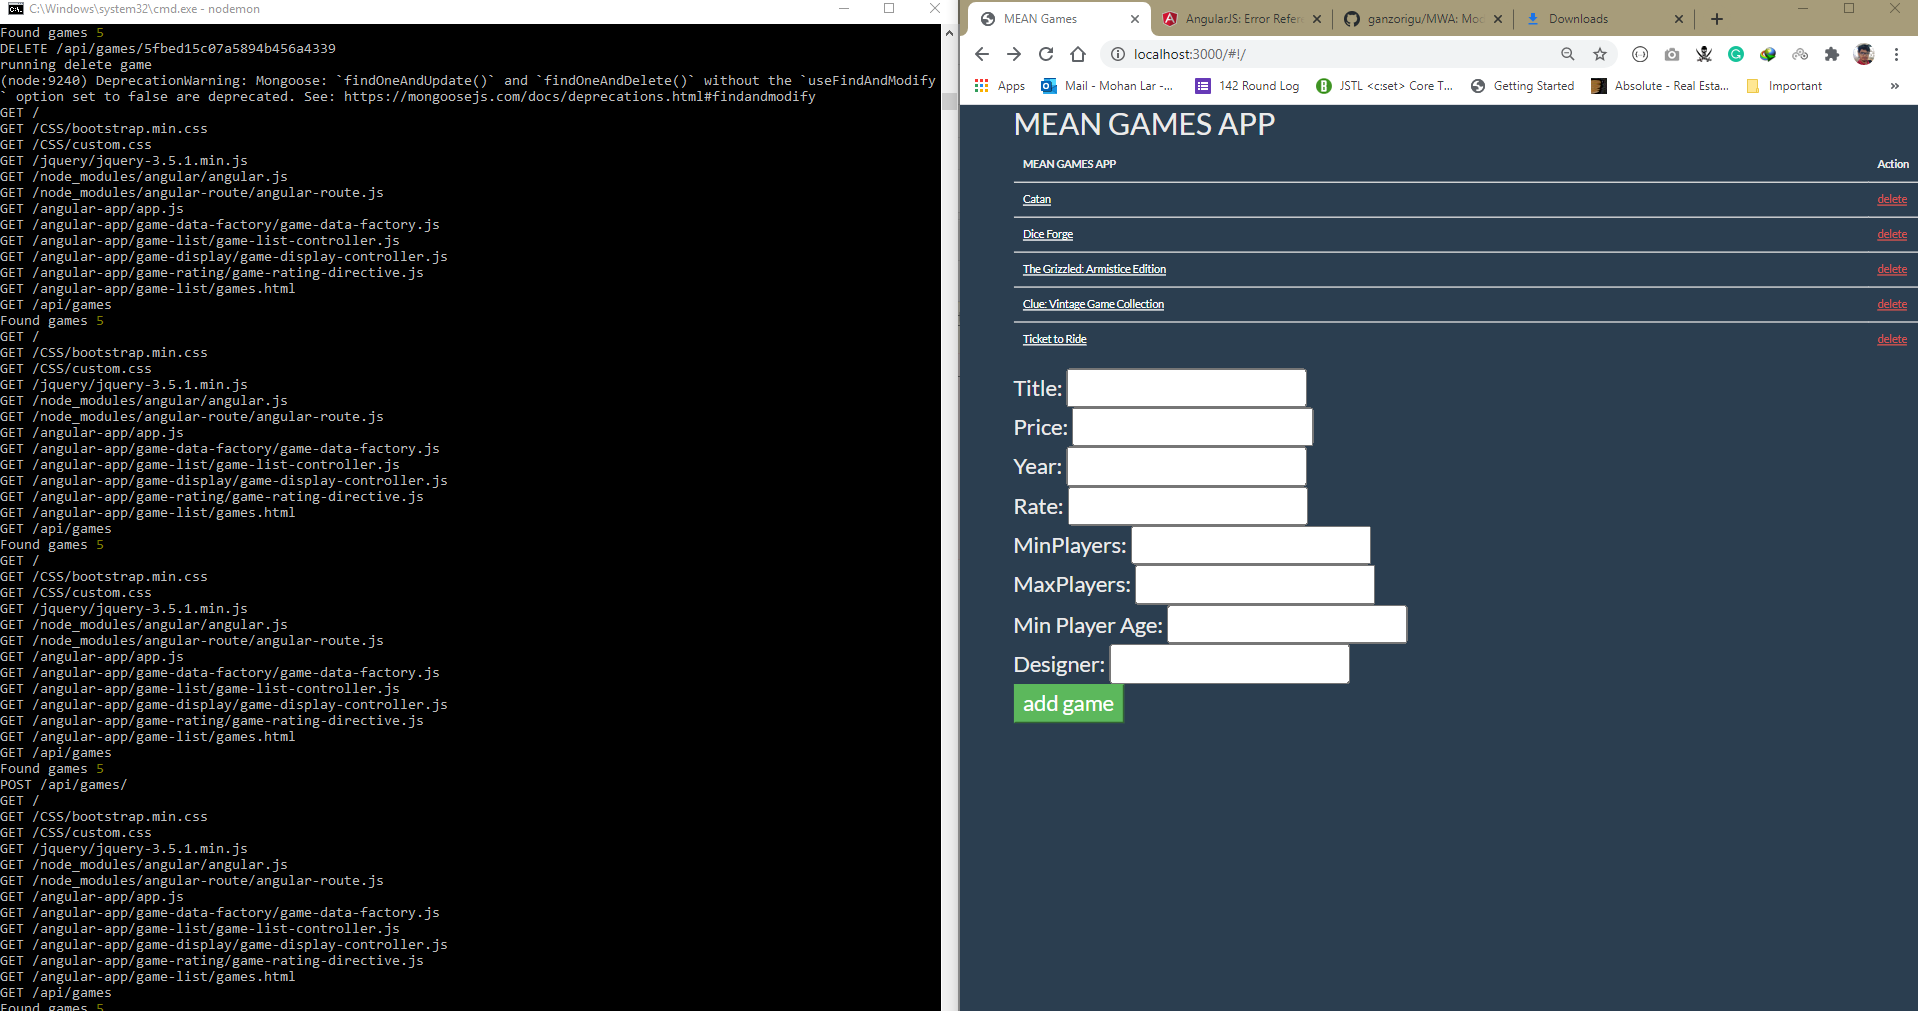 C:\Windows\system32\cmd.exe - nodemon
Found games 5
DELETE /api/games/5fbed15c07a5894b456a4339
running delete game
(node:9240) DeprecationWarning: Mongoose: `findOneAndUpdate()` and `findOneAndDelete()` without the `useFindAndModify
` option set to false are deprecated. See: https://mongoosejs.com/docs/deprecations.html#findandmodify
GET /
GET /CSS/bootstrap.min.css
GET /CSS/custom.css
GET /jquery/jquery-3.5.1.min.js
GET /node_modules/angular/angular.js
GET /node_modules/angular-route/angular-route.js
GET /angular-app/app.js
GET /angular-app/game-data-factory/game-data-factory.js
GET /angular-app/game-list/game-list-controller.js
GET /angular-app/game-display/game-display-controller.js
GET /angular-app/game-rating/game-rating-directive.js
GET /angular-app/game-list/games.html
GET /api/games
Found games 5
GET /
GET /CSS/bootstrap.min.css
GET /CSS/custom.css
GET /jquery/jquery-3.5.1.min.js
GET /node_modules/angular/angular.js
GET /node_modules/angular-route/angular-route.js
GET /angular-app/app.js
GET /angular-app/game-data-factory/game-data-factory.js
GET /angular-app/game-list/game-list-controller.js
GET /angular-app/game-display/game-display-controller.js
GET /angular-app/game-rating/game-rating-directive.js
GET /angular-app/game-list/games.html
GET /api/games
Found games 5
GET /
GET /CSS/bootstrap.min.css
GET /CSS/custom.css
GET /jquery/jquery-3.5.1.min.js
GET /node_modules/angular/angular.js
GET /node_modules/angular-route/angular-route.js
GET /angular-app/app.js
GET /angular-app/game-data-factory/game-data-factory.js
GET /angular-app/game-list/game-list-controller.js
GET /angular-app/game-display/game-display-controller.js
GET /angular-app/game-rating/game-rating-directive.js
GET /angular-app/game-list/games.html
GET /api/games
Found games 5
POST /api/games/
GET /
GET /CSS/bootstrap.min.css
GET /CSS/custom.css
GET /jquery/jquery-3.5.1.min.js
GET /node_modules/angular/angular.js
GET /node_modules/angular-route/angular-route.js
GET /angular-app/app.js
GET /angular-app/game-data-factory/game-data-factory.js
GET /angular-app/game-list/game-list-controller.js
GET /angular-app/game-display/game-display-controller.js
GET /angular-app/game-rating/game-rating-directive.js
GET /angular-app/game-list/games.html
GET /api/games
Found games 5
MEAN Games AngularJS: Error Refer ganzorigu/MWA: Mod Downloads
localhost:3000/#!/
Apps Mail - Mohan Lar -... 142 Round Log JSTL <c:set> Core T... Getting Started Absolute - Real Esta... Important »
MEAN GAMES APP
MEAN GAMES APP Action
Catan delete
Dice Forge delete
The Grizzled: Armistice Edition delete
Clue: Vintage Game Collection delete
Ticket to Ride delete
Title:
Price:
Year:
Rate:
MinPlayers:
MaxPlayers:
Min Player Age:
Designer:
add game